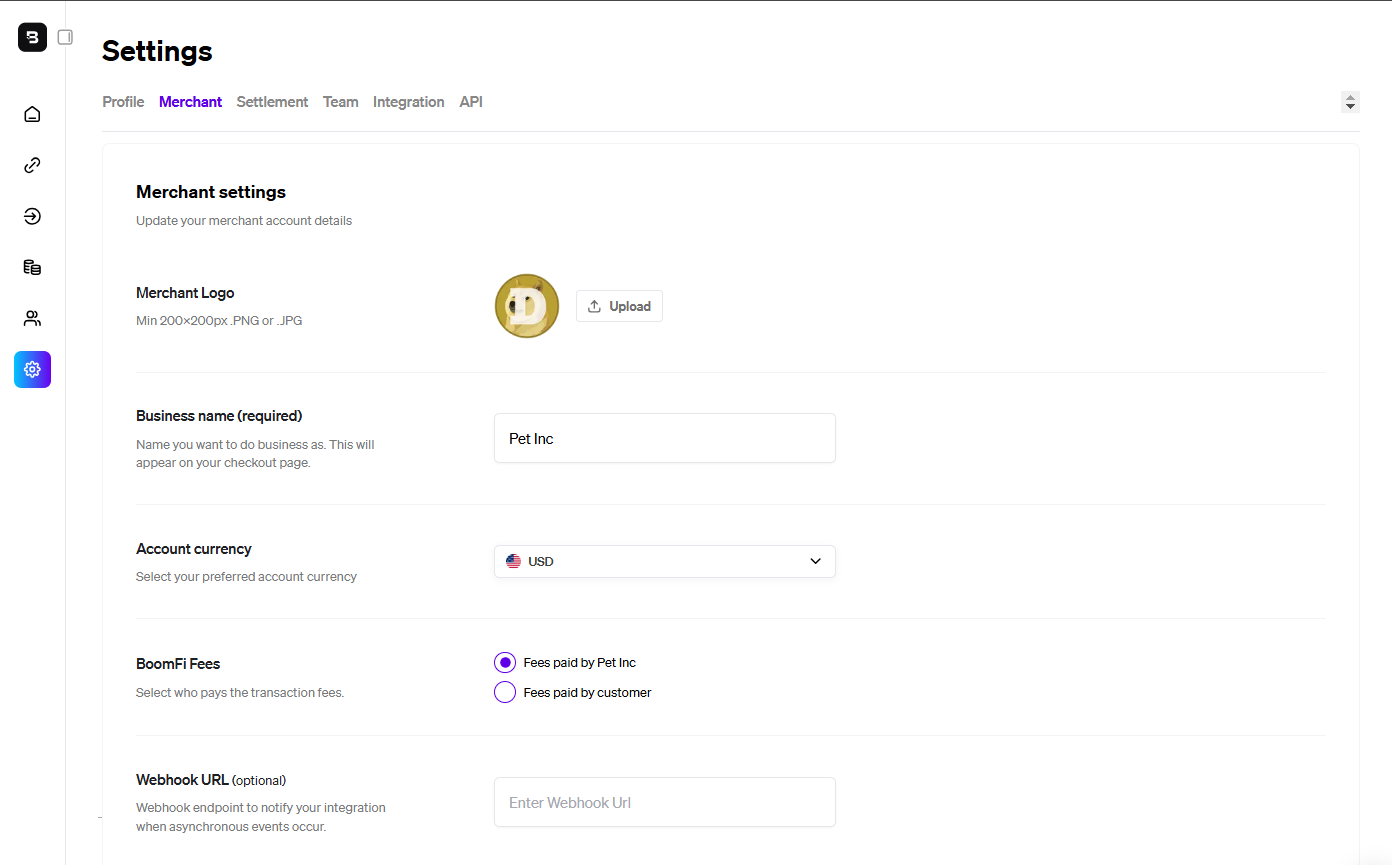 Settings
Profile Merchant Settlement Team Integration API
Merchant settings
Update your merchant account details
Merchant Logo
Min 200×200px .PNG or .JPG
Upload
Business name (required)
Name you want to do business as. This will
appear on your checkout page.
Pet Inc
Account currency
Select your preferred account currency
USD
BoomFi Fees
Select who pays the transaction fees.
Fees paid by Pet Inc
Fees paid by customer
Webhook URL (optional)
Webhook endpoint to notify your integration
when asynchronous events occur.
Enter Webhook Url